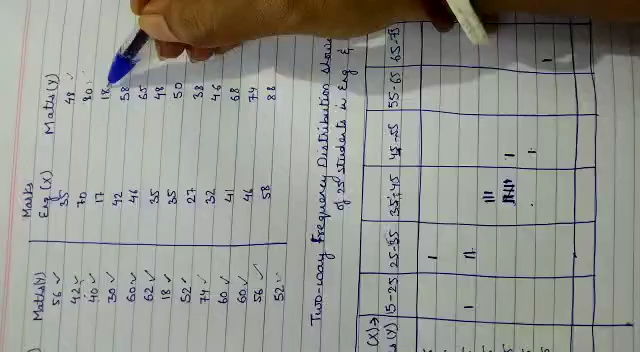 Marks
Maths(Y) Eng (X) Maths(Y)
56 ✓ 35 48 ✓
42 ✓ 70 80 ✓
40 ✓ 17 18
30 ✓ 42 58
60 ✓ 46 65
62 ✓ 35 48
18 ✓ 35 50
52 ✓ 27 38
74 ✓ 32 46
60 ✓ 41 68
56 ✓ 46 74
52 ✓ 58 88
Two-way frequency Distribution
of 25 students in Eng &
(X)→ 15-25 25-35 35-45 45-55 55-65 65-75
(Y)